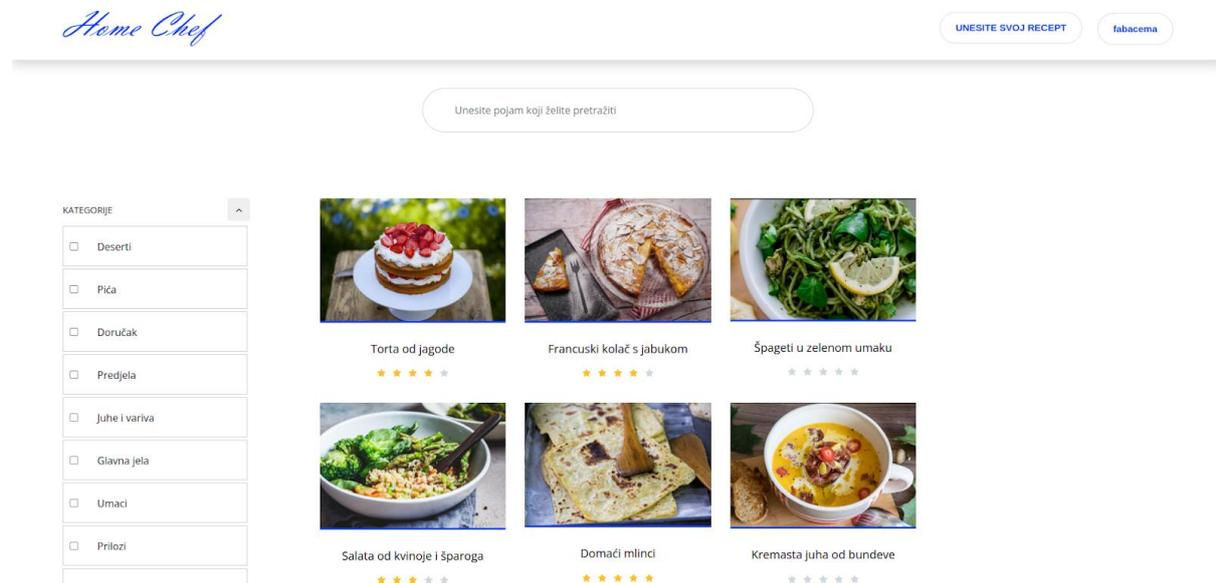 Home Chef
UNESITE SVOJ RECEPT
fabacema
Unesite pojam koji želite pretražiti
KATEGORIJE
Deserti
Pića
Doručak
Predjela
Juhe i variva
Glavna jela
Umaci
Prilozi
Torta od jagode
Francuski kolač s jabukom
Špageti u zelenom umaku
Salata od kvinoje i šparoga
Domaći mlinci
Kremasta juha od bundeve